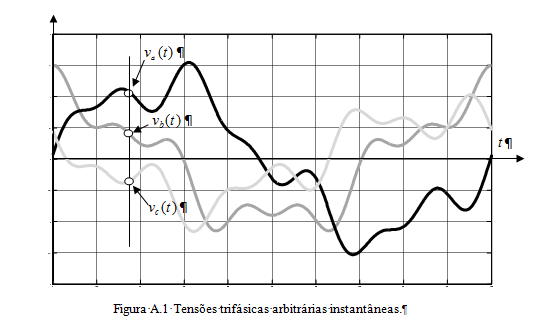 vₐ(t)¶
v_b(t)¶
t¶
v_c(t)¶
Figura·A.1·Tensões·trifásicas·arbitrárias·instantâneas.¶